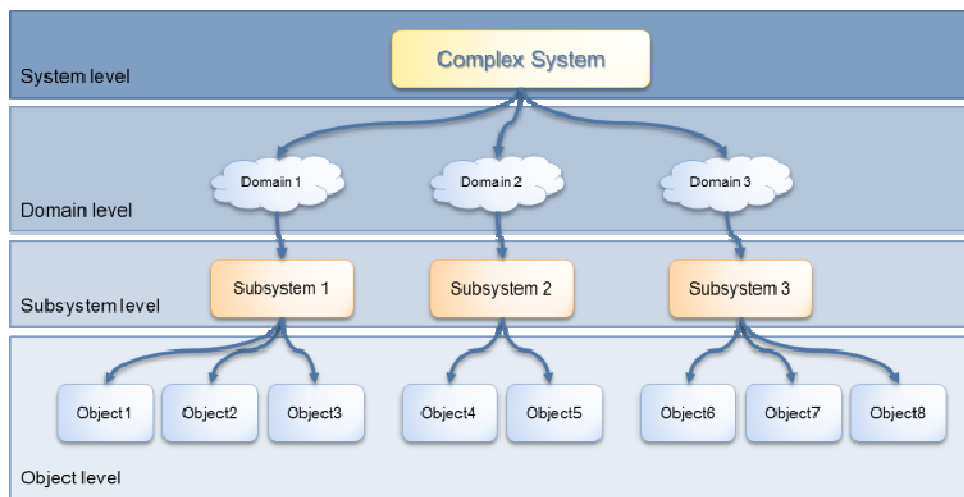 Complex System
System level
Domain 1
Domain 2
Domain 3
Domain level
Subsystem 1
Subsystem 2
Subsystem 3
Subsystem level
Object1
Object2
Object3
Object4
Object5
Object6
Object7
Object8
Object level